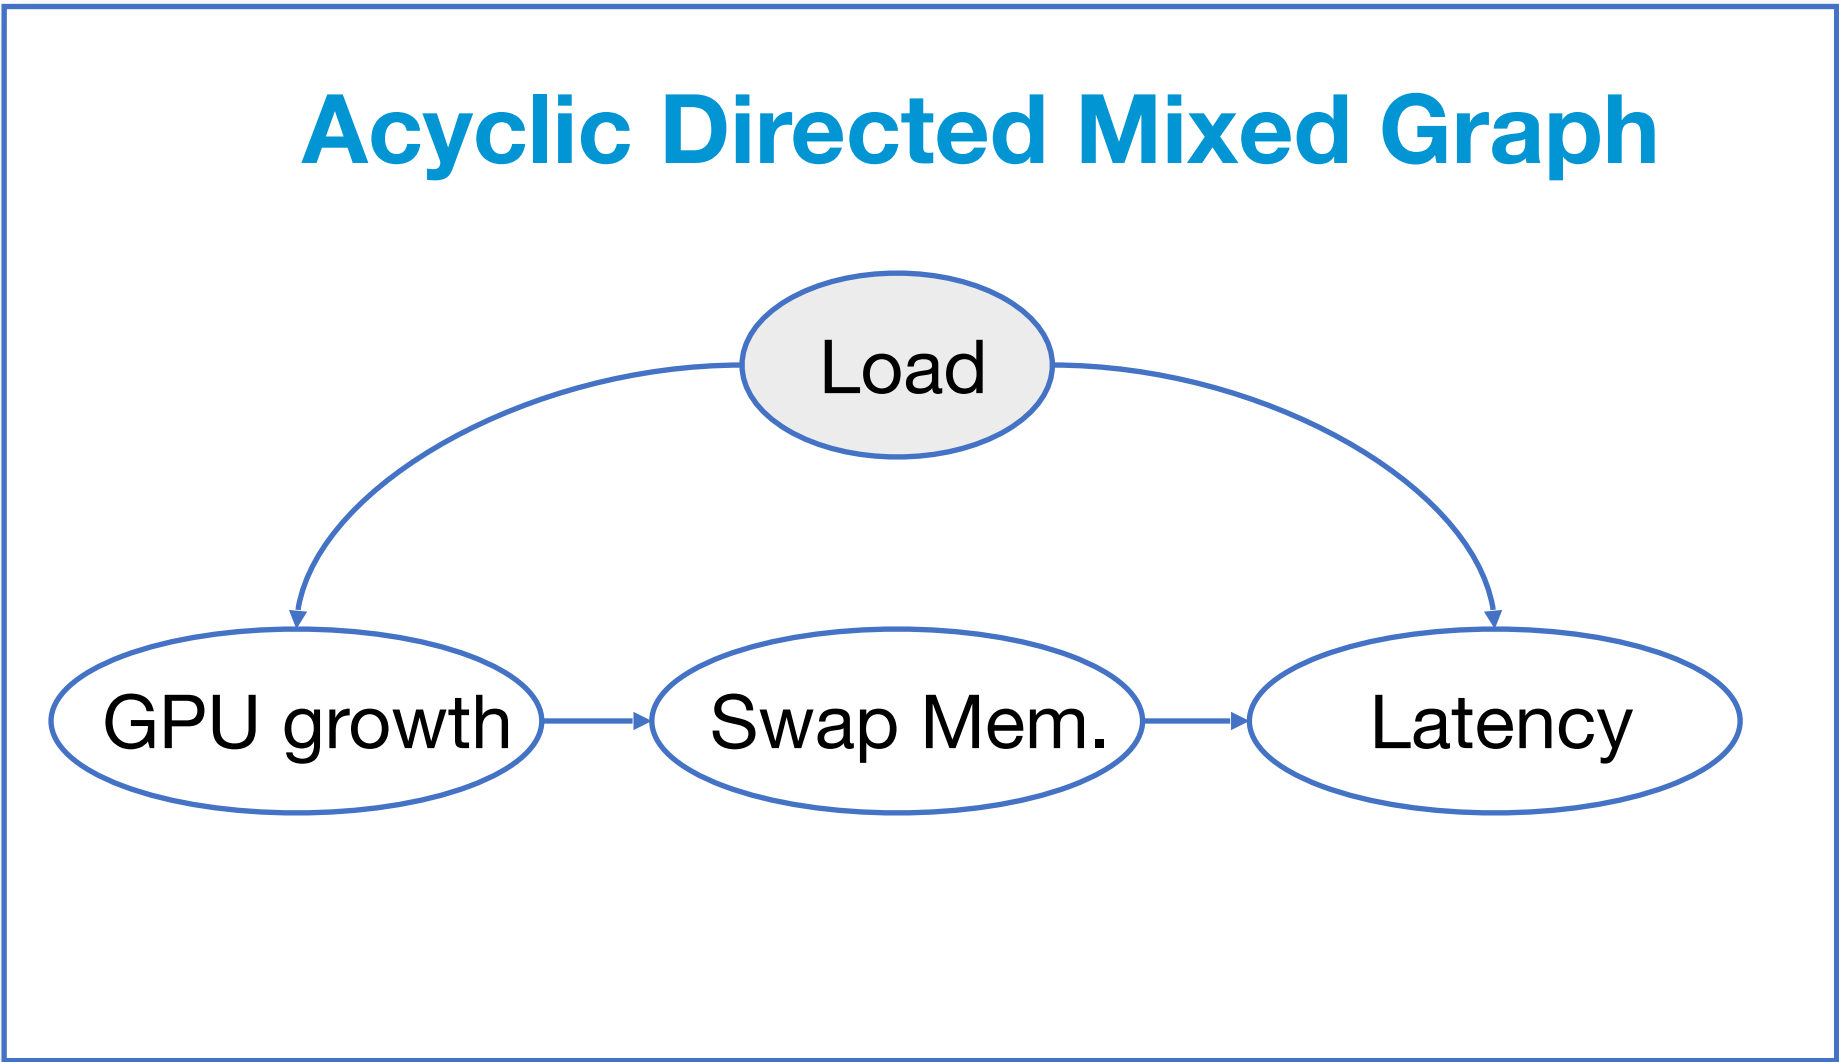 Acyclic Directed Mixed Graph
Load
GPU growth
Swap Mem.
Latency